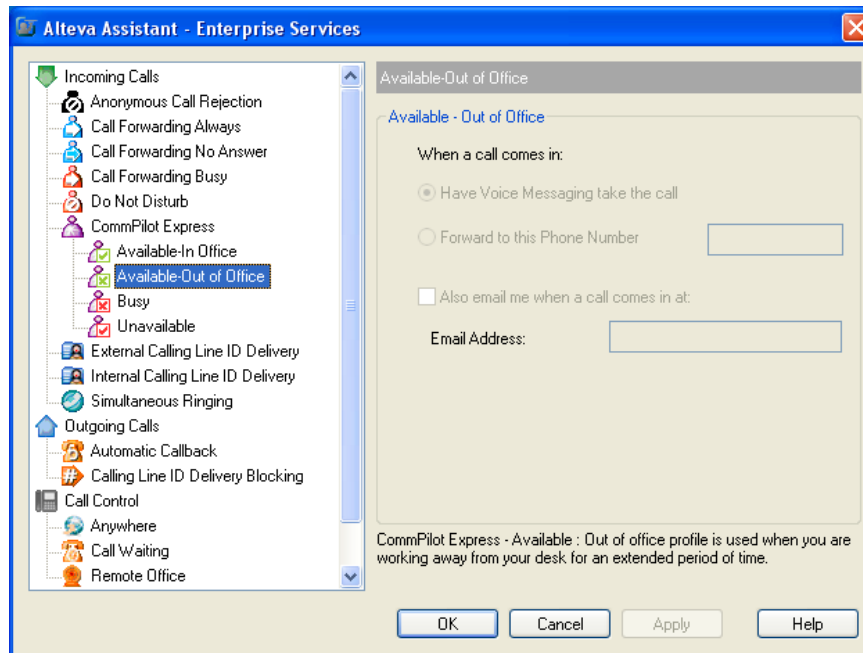 Alteva Assistant - Enterprise Services
Incoming Calls
Anonymous Call Rejection
Call Forwarding Always
Call Forwarding No Answer
Call Forwarding Busy
Do Not Disturb
CommPilot Express
Available-In Office
Available-Out of Office
Busy
Unavailable
External Calling Line ID Delivery
Internal Calling Line ID Delivery
Simultaneous Ringing
Outgoing Calls
Automatic Callback
Calling Line ID Delivery Blocking
Call Control
Anywhere
Call Waiting
Remote Office
Available-Out of Office
Available - Out of Office
When a call comes in:
Have Voice Messaging take the call
Forward to this Phone Number
Also email me when a call comes in at:
Email Address:
CommPilot Express - Available : Out of office profile is used when you are
working away from your desk for an extended period of time.
OK Cancel Apply Help